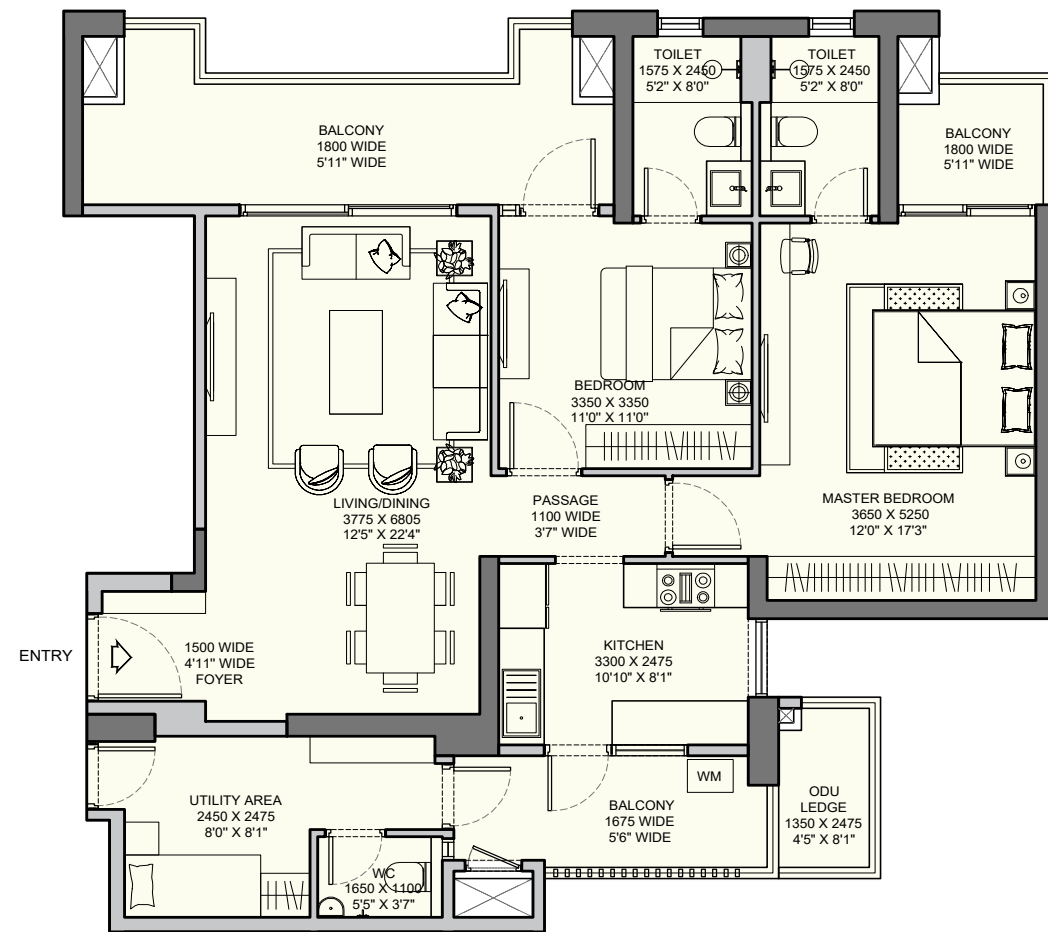 TOILET
1575 X 2450
5'2" X 8'0"
TOILET
1575 X 2450
5'2" X 8'0"
BALCONY
1800 WIDE
5'11" WIDE
BALCONY
1800 WIDE
5'11" WIDE
BEDROOM
3350 X 3350
11'0" X 11'0"
LIVING/DINING
3775 X 6805
12'5" X 22'4"
PASSAGE
1100 WIDE
3'7" WIDE
MASTER BEDROOM
3650 X 5250
12'0" X 17'3"
ENTRY
1500 WIDE
4'11" WIDE
FOYER
KITCHEN
3300 X 2475
10'10" X 8'1"
WM
UTILITY AREA
2450 X 2475
8'0" X 8'1"
BALCONY
1675 WIDE
5'6" WIDE
ODU
LEDGE
1350 X 2475
4'5" X 8'1"
WC
1650 X 1100
5'5" X 3'7"